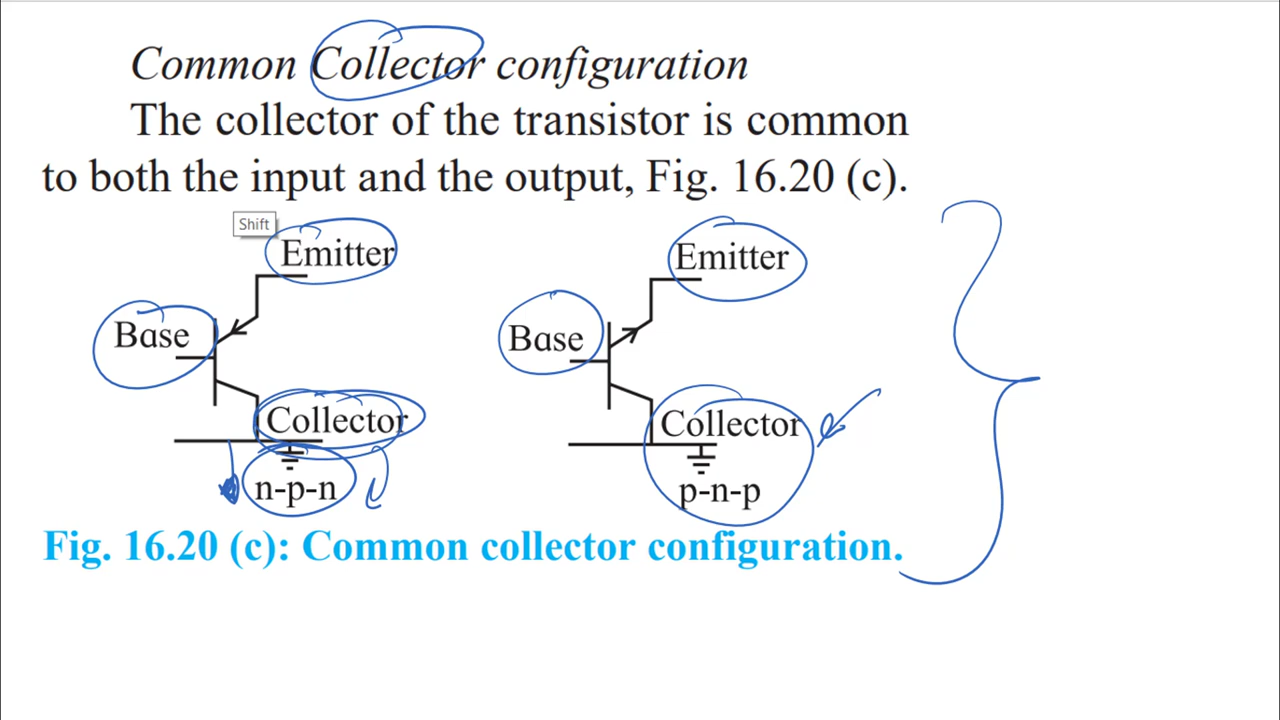 Common Collector configuration
The collector of the transistor is common
to both the input and the output, Fig. 16.20 (c).
Shift
Emitter
Emitter
Base
Base
Collector
Collector
n-p-n
p-n-p
Fig. 16.20 (c): Common collector configuration.